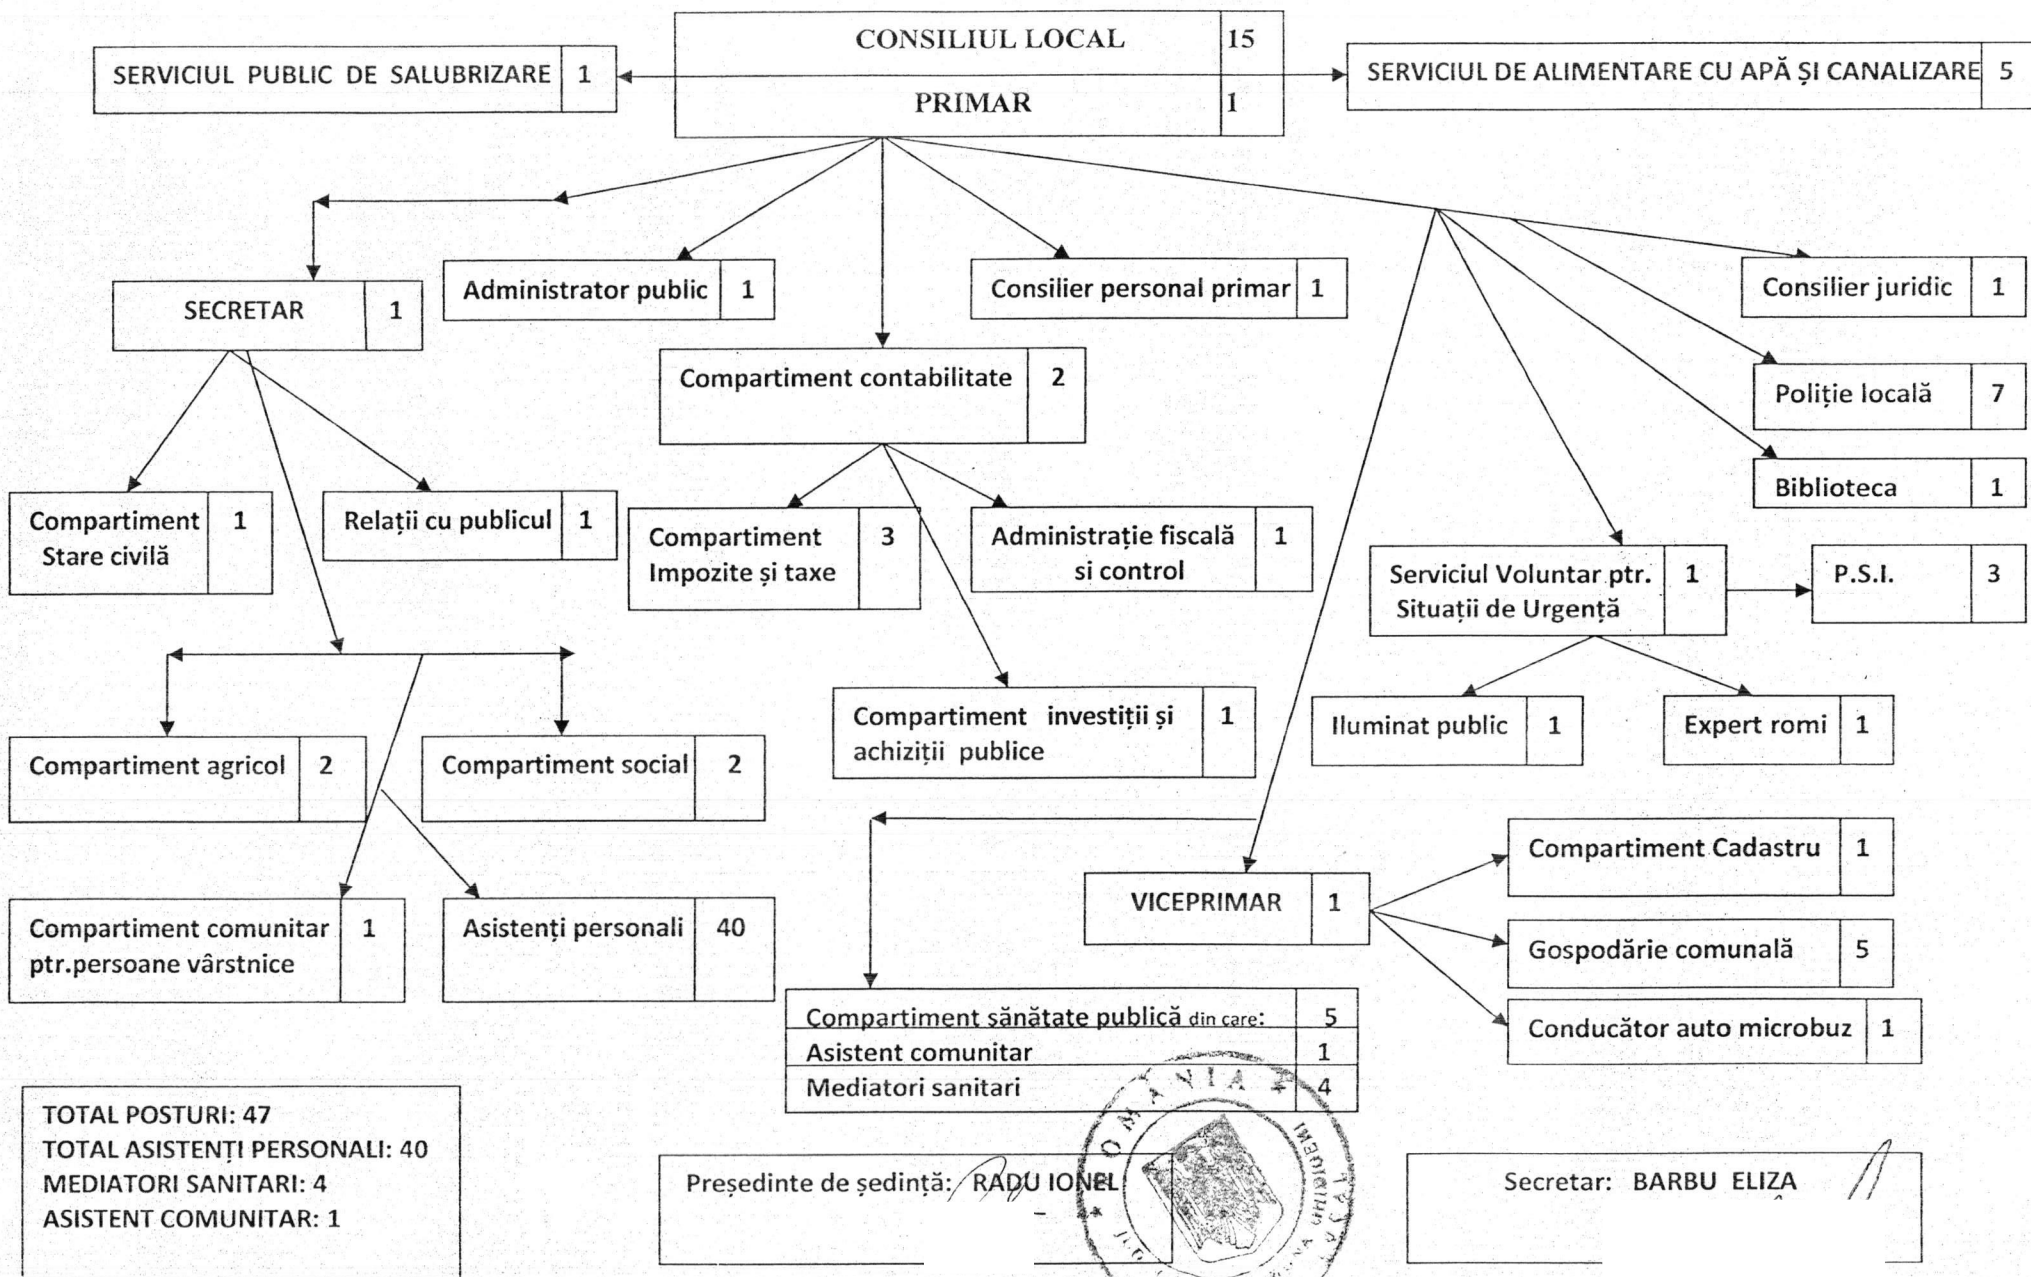 CONSILIUL LOCAL 15
SERVICIUL PUBLIC DE SALUBRIZARE 1
SERVICIUL DE ALIMENTARE CU APĂ ȘI CANALIZARE 5
PRIMAR 1
SECRETAR 1
Administrator public 1
Consilier personal primar 1
Consilier juridic 1
Compartiment contabilitate 2
Poliție locală 7
Biblioteca 1
Compartiment 1
Stare civilă
Relații cu publicul 1
Compartiment 3
Impozite și taxe
Administrație fiscală 1
si control
Serviciul Voluntar ptr. 1
Situații de Urgență
P.S.I. 3
Compartiment agricol 2
Compartiment social 2
Compartiment investiții și 1
achiziții publice
Iluminat public 1
Expert romi 1
Compartiment comunitar 1
ptr.persoane vârstnice
Asistenți personali 40
VICEPRIMAR 1
Compartiment Cadastru 1
Gospodărie comunală 5
Conducător auto microbuz 1
Compartiment sănătate publică din care: 5
Asistent comunitar 1
Mediatori sanitari 4
TOTAL POSTURI: 47
TOTAL ASISTENȚI PERSONALI: 40
MEDIATORI SANITARI: 4
ASISTENT COMUNITAR: 1
Președinte de ședință: RADU IONEL
ROMÂNIA
Secretar: BARBU ELIZA